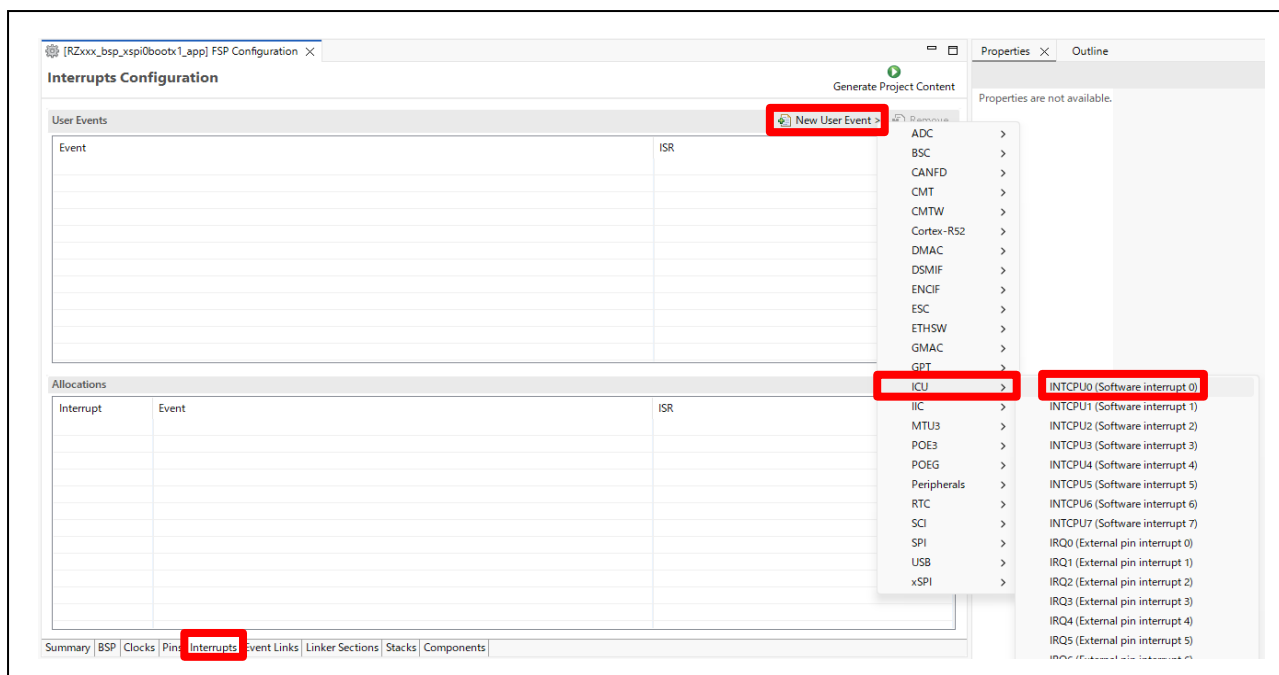 [RZxxx_bsp_xspi0bootx1_app] FSP Configuration
Properties
Outline
Interrupts Configuration
Generate Project Content
Properties are not available.
User Events
New User Event >
Remove
Event
ISR
ADC >
BSC >
CANFD >
CMT >
CMTW >
Cortex-R52 >
DMAC >
DSMIF >
ENCIF >
ESC >
ETHSW >
GMAC >
GPT >
ICU >
IIC >
MTU3 >
POE3 >
POEG >
Peripherals >
RTC >
SCI >
SPI >
USB >
xSPI >
INTCPU0 (Software interrupt 0)
INTCPU1 (Software interrupt 1)
INTCPU2 (Software interrupt 2)
INTCPU3 (Software interrupt 3)
INTCPU4 (Software interrupt 4)
INTCPU5 (Software interrupt 5)
INTCPU6 (Software interrupt 6)
INTCPU7 (Software interrupt 7)
IRQ0 (External pin interrupt 0)
IRQ1 (External pin interrupt 1)
IRQ2 (External pin interrupt 2)
IRQ3 (External pin interrupt 3)
IRQ4 (External pin interrupt 4)
IRQ5 (External pin interrupt 5)
IRQ6 (External pin interrupt 6)
Allocations
Interrupt
Event
ISR
Summary BSP Clocks Pins Interrupts Event Links Linker Sections Stacks Components